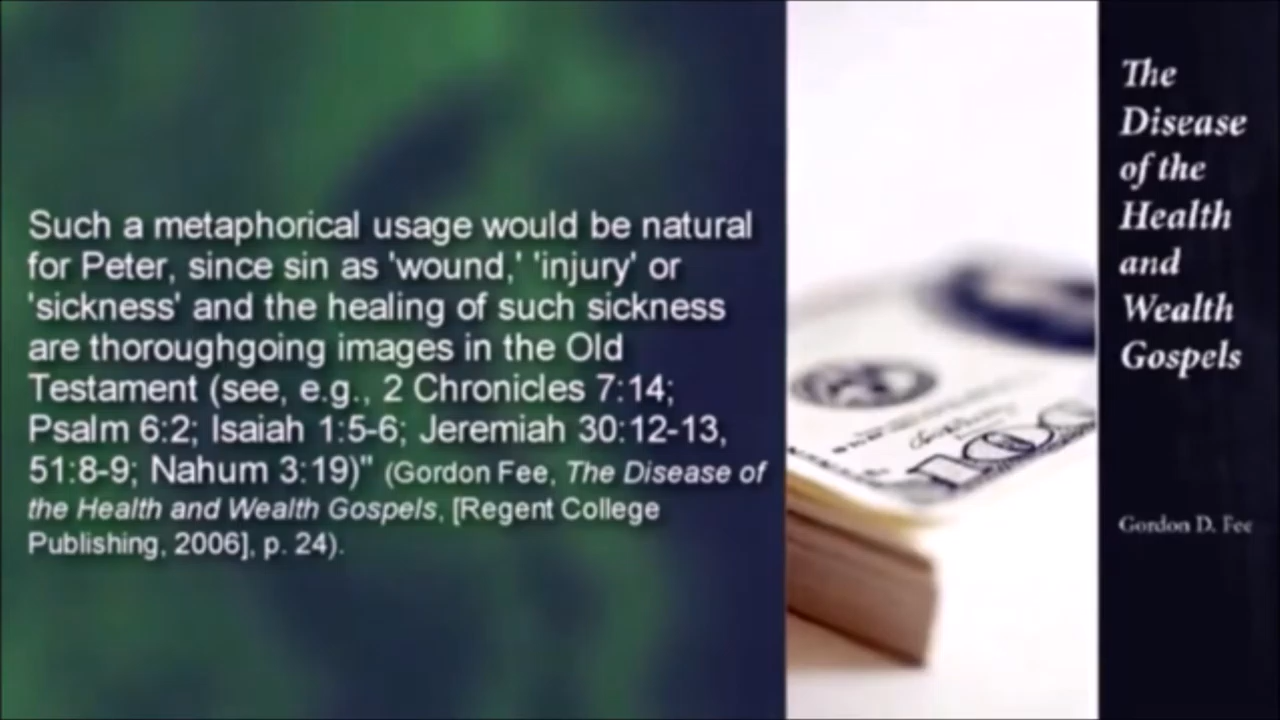 Such a metaphorical usage would be natural
for Peter, since sin as 'wound,' 'injury' or
'sickness' and the healing of such sickness
are thoroughgoing images in the Old
Testament (see, e.g., 2 Chronicles 7:14;
Psalm 6:2; Isaiah 1:5-6; Jeremiah 30:12-13,
51:8-9; Nahum 3:19)" (Gordon Fee, The Disease of
the Health and Wealth Gospels, [Regent College
Publishing, 2006], p. 24).
The
Disease
of the
Health
and
Wealth
Gospels
Gordon D. Fee
100